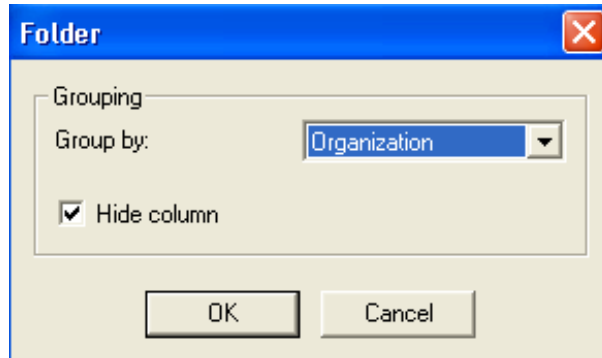 Folder
Grouping
Group by: Organization
Hide column
OK Cancel